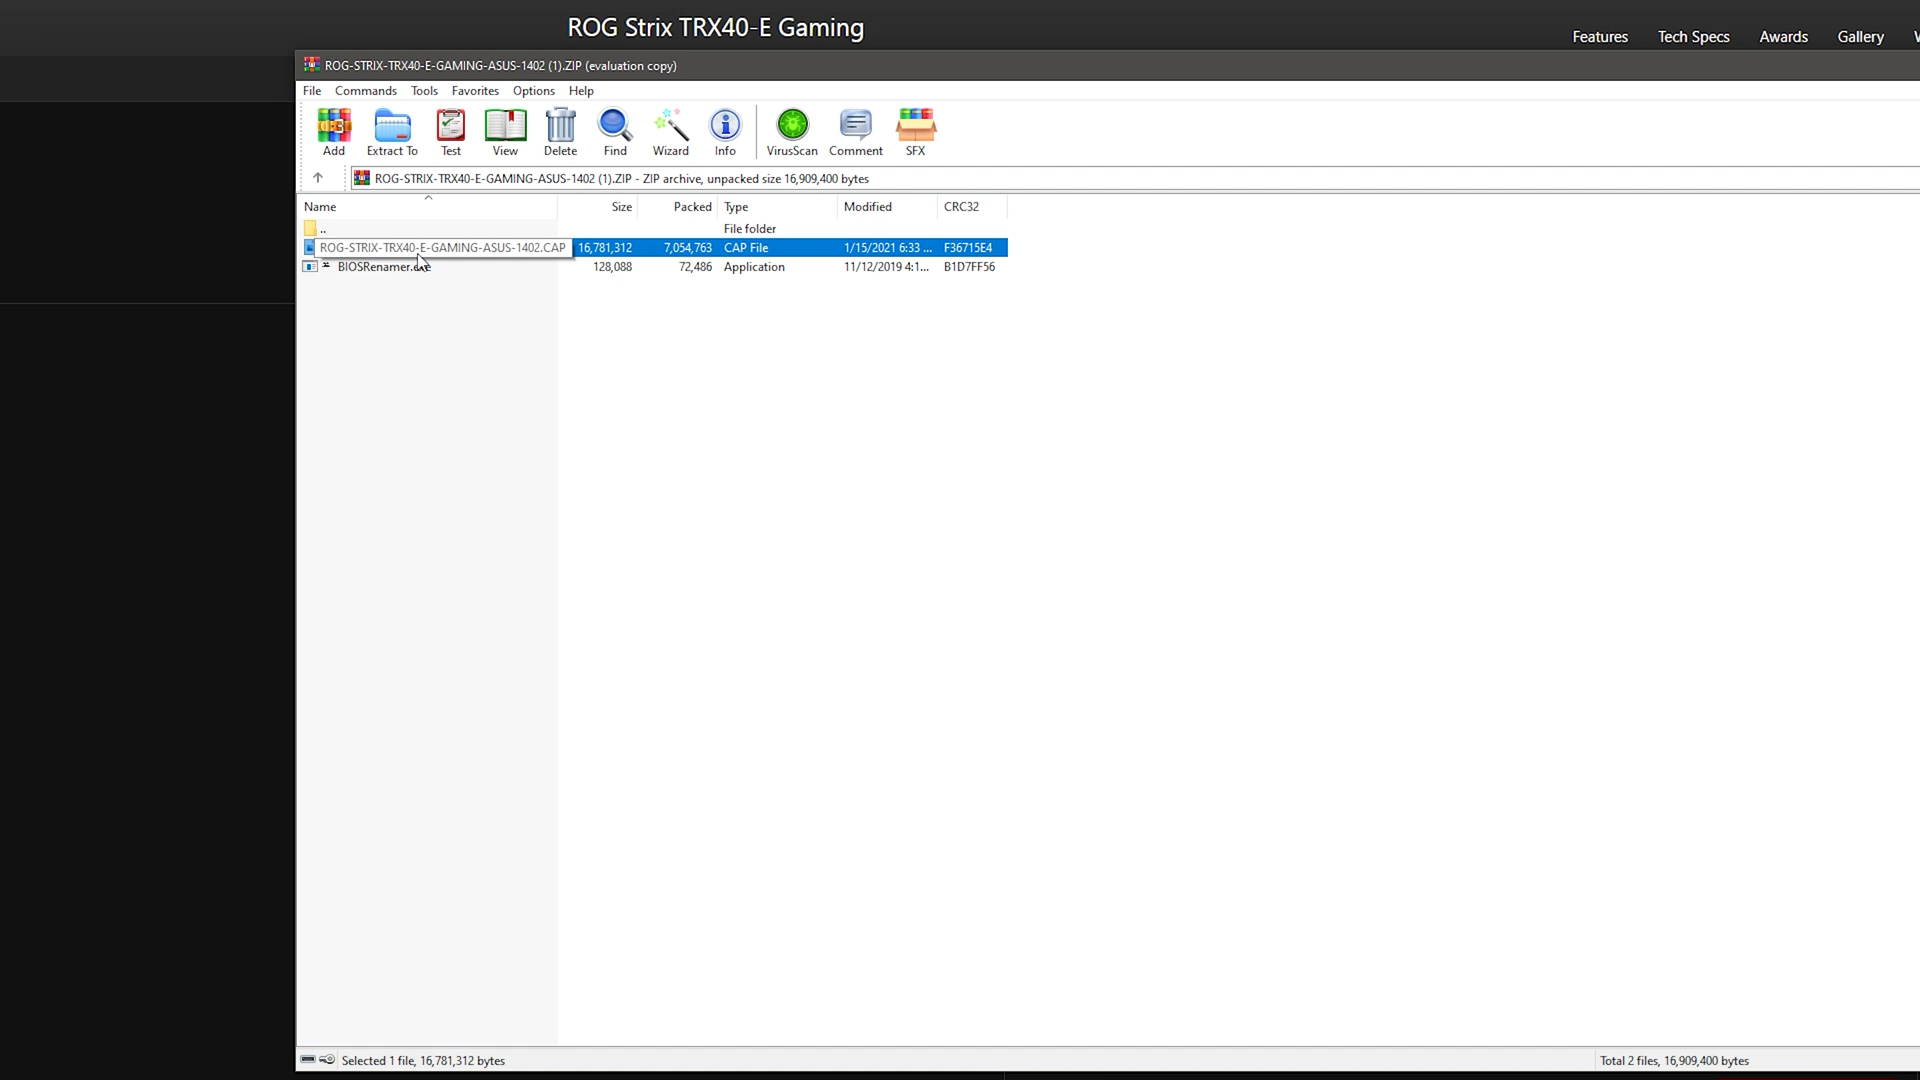 ROG Strix TRX40-E Gaming
Features Tech Specs Awards Gallery
ROG-STRIX-TRX40-E-GAMING-ASUS-1402 (1).ZIP (evaluation copy)
File Commands Tools Favorites Options Help
Add Extract To Test View Delete Find Wizard Info VirusScan Comment SFX
ROG-STRIX-TRX40-E-GAMING-ASUS-1402 (1).ZIP - ZIP archive, unpacked size 16,909,400 bytes
Name Size Packed Type Modified CRC32
.. File folder
ROG-STRIX-TRX40-E-GAMING-ASUS-1402.CAP 16,781,312 7,054,763 CAP File 1/15/2021 6:33 ... F36715E4
BIOSRenamer.exe 128,088 72,486 Application 11/12/2019 4:1... B1D7FF56
Selected 1 file, 16,781,312 bytes
Total 2 files, 16,909,400 bytes